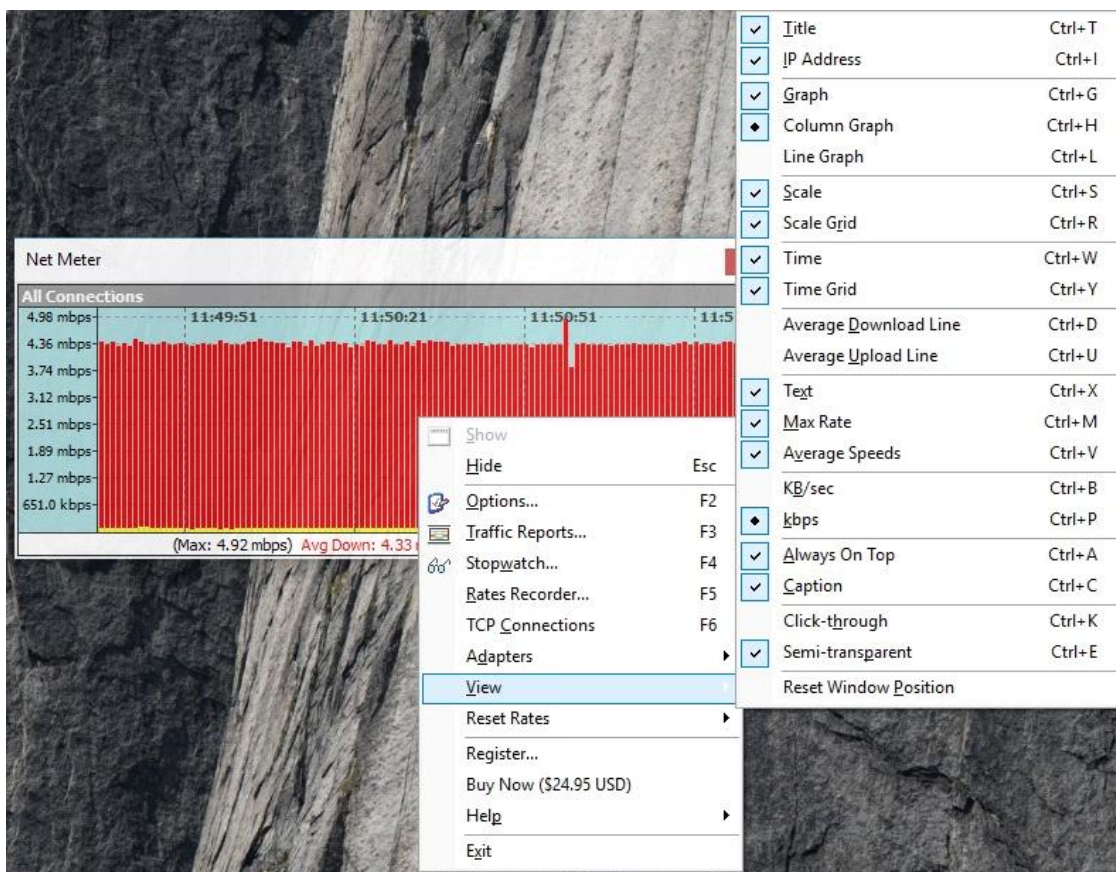 Net Meter
All Connections
4.98 mbps
11:49:51 11:50:21 11:50:51 11:5
4.36 mbps
3.74 mbps
3.12 mbps
2.51 mbps
1.89 mbps
1.27 mbps
651.0 kbps
(Max: 4.92 mbps) Avg Down: 4.33
Show
Hide Esc
Options... F2
Traffic Reports... F3
Stopwatch... F4
Rates Recorder... F5
TCP Connections F6
Adapters
View
Reset Rates
Register...
Buy Now ($24.95 USD)
Help
Exit
Title Ctrl+T
IP Address Ctrl+I
Graph Ctrl+G
Column Graph Ctrl+H
Line Graph Ctrl+L
Scale Ctrl+S
Scale Grid Ctrl+R
Time Ctrl+W
Time Grid Ctrl+Y
Average Download Line Ctrl+D
Average Upload Line Ctrl+U
Text Ctrl+X
Max Rate Ctrl+M
Average Speeds Ctrl+V
KB/sec Ctrl+B
kbps Ctrl+P
Always On Top Ctrl+A
Caption Ctrl+C
Click-through Ctrl+K
Semi-transparent Ctrl+E
Reset Window Position